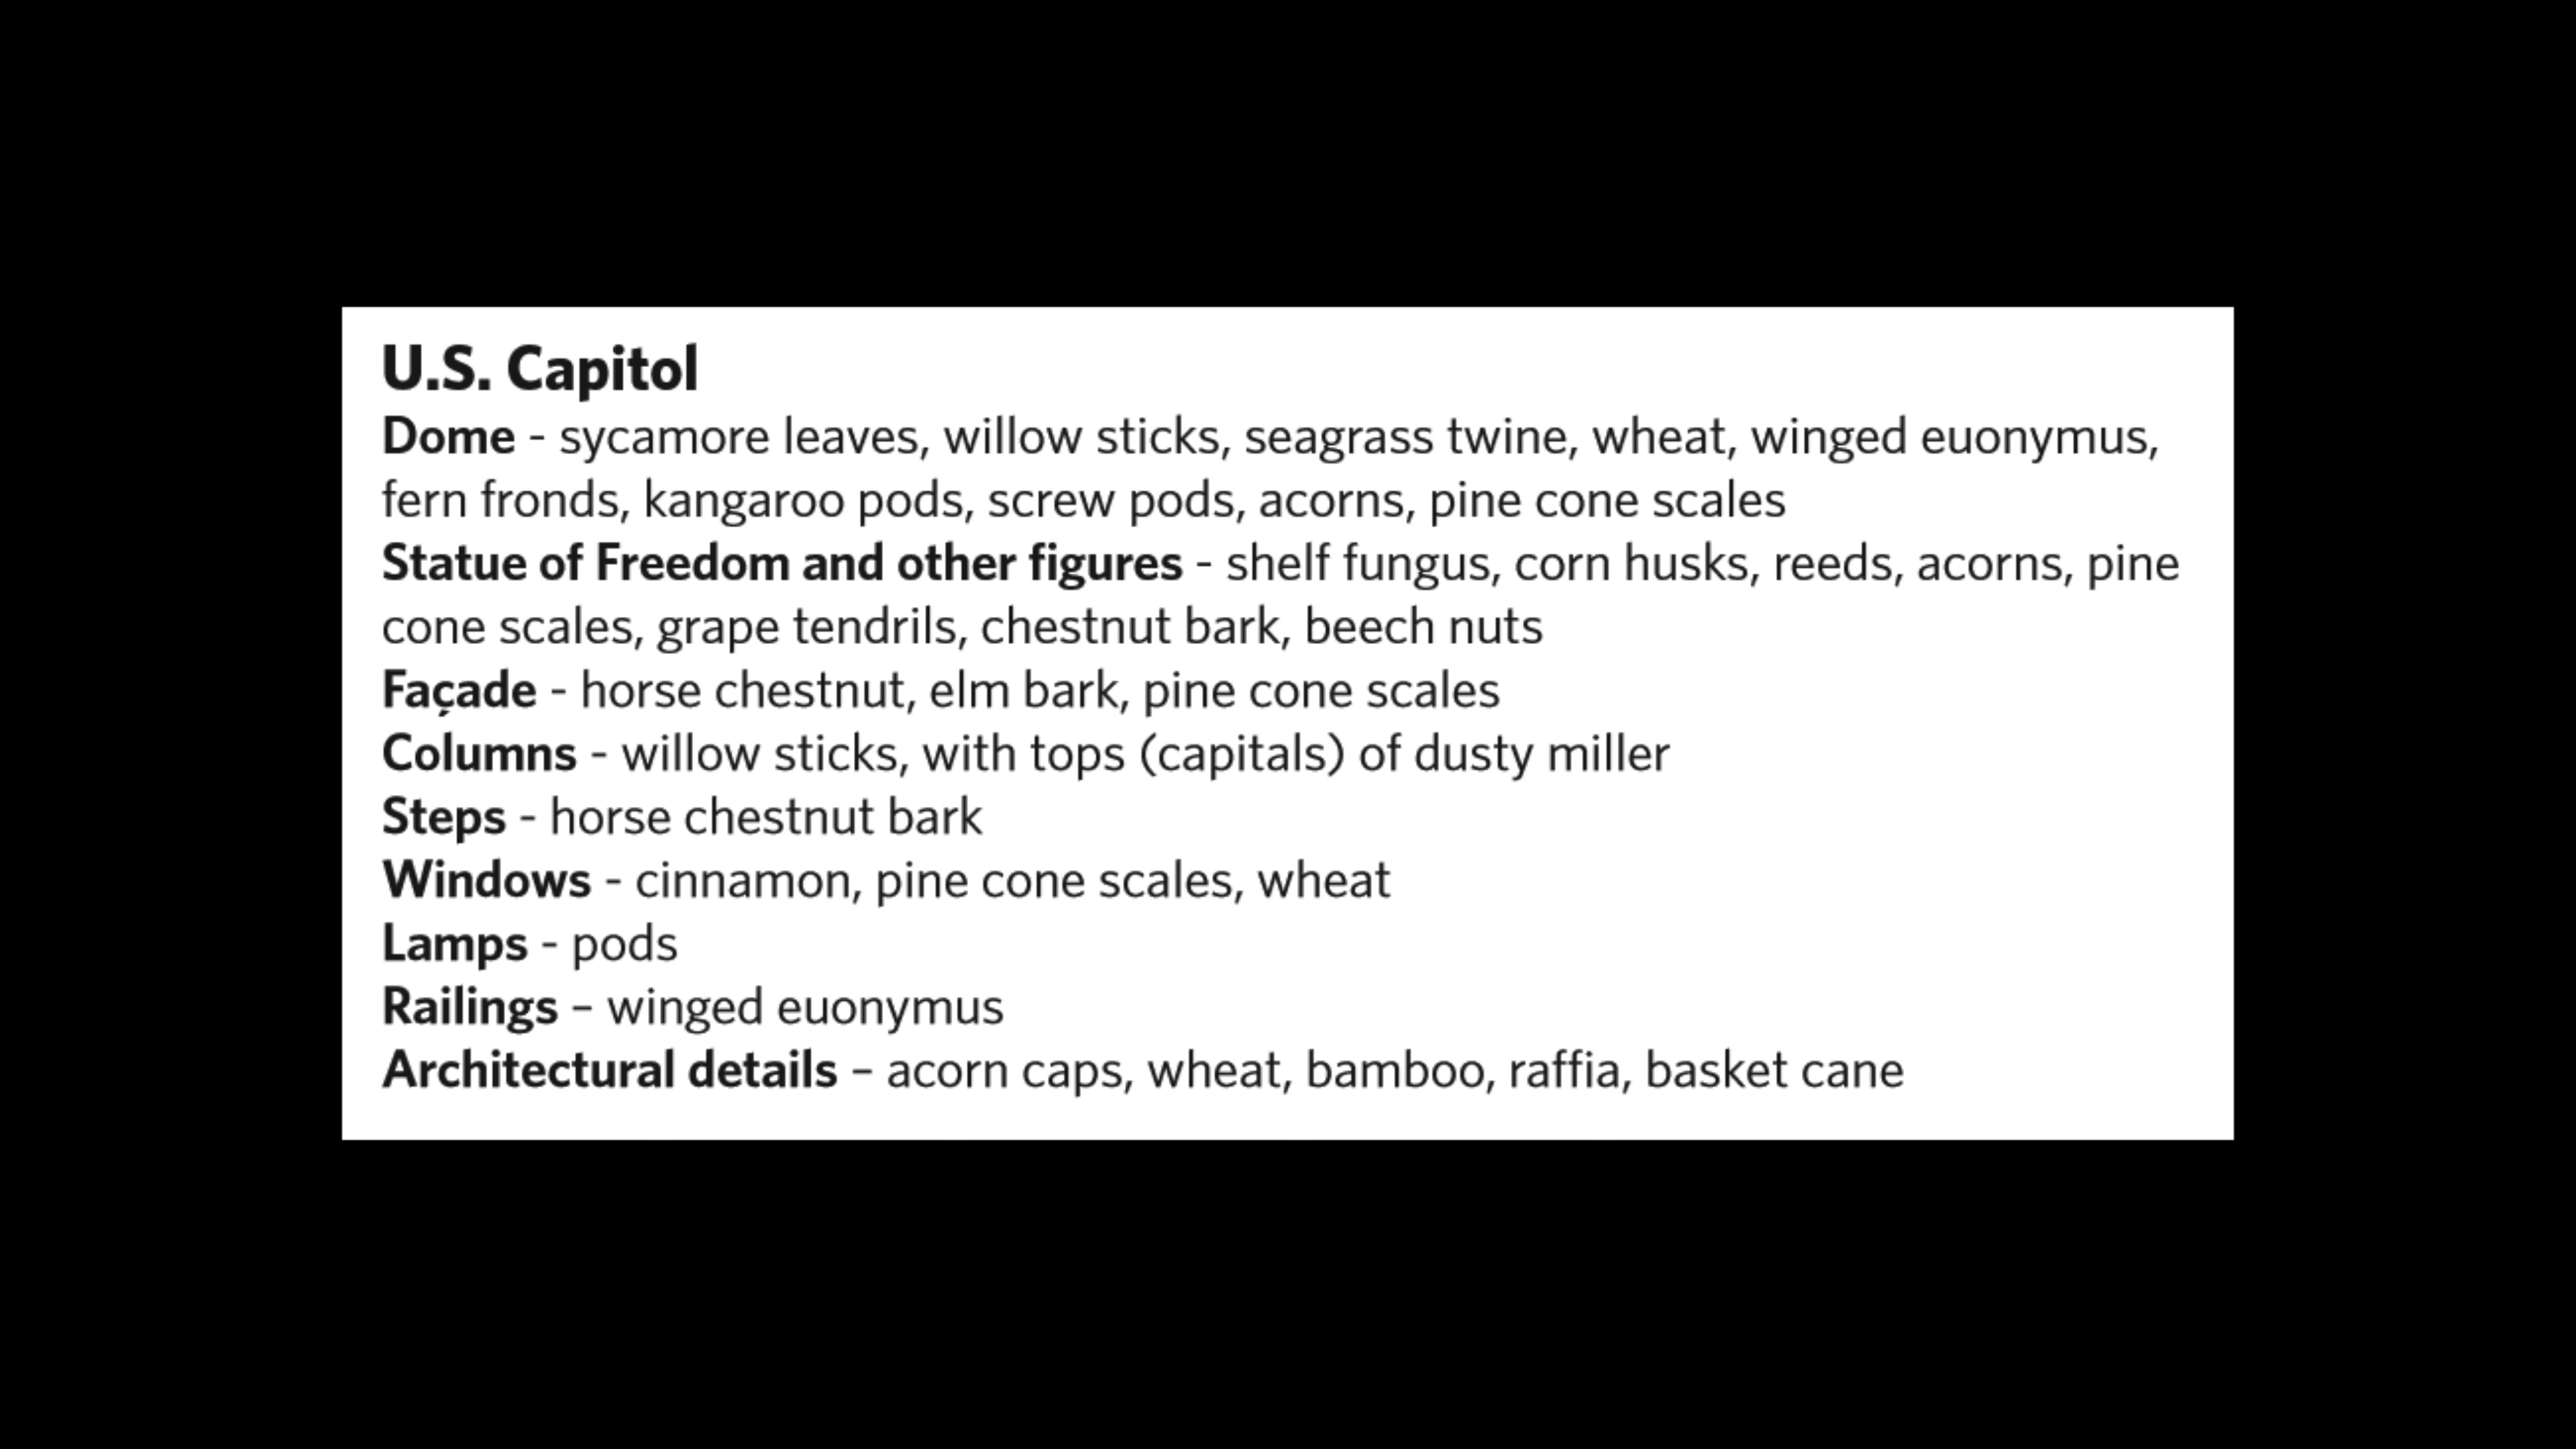 U.S. Capitol
Dome - sycamore leaves, willow sticks, seagrass twine, wheat, winged euonymus,
fern fronds, kangaroo pods, screw pods, acorns, pine cone scales
Statue of Freedom and other figures - shelf fungus, corn husks, reeds, acorns, pine
cone scales, grape tendrils, chestnut bark, beech nuts
Façade - horse chestnut, elm bark, pine cone scales
Columns - willow sticks, with tops (capitals) of dusty miller
Steps - horse chestnut bark
Windows - cinnamon, pine cone scales, wheat
Lamps - pods
Railings – winged euonymus
Architectural details – acorn caps, wheat, bamboo, raffia, basket cane